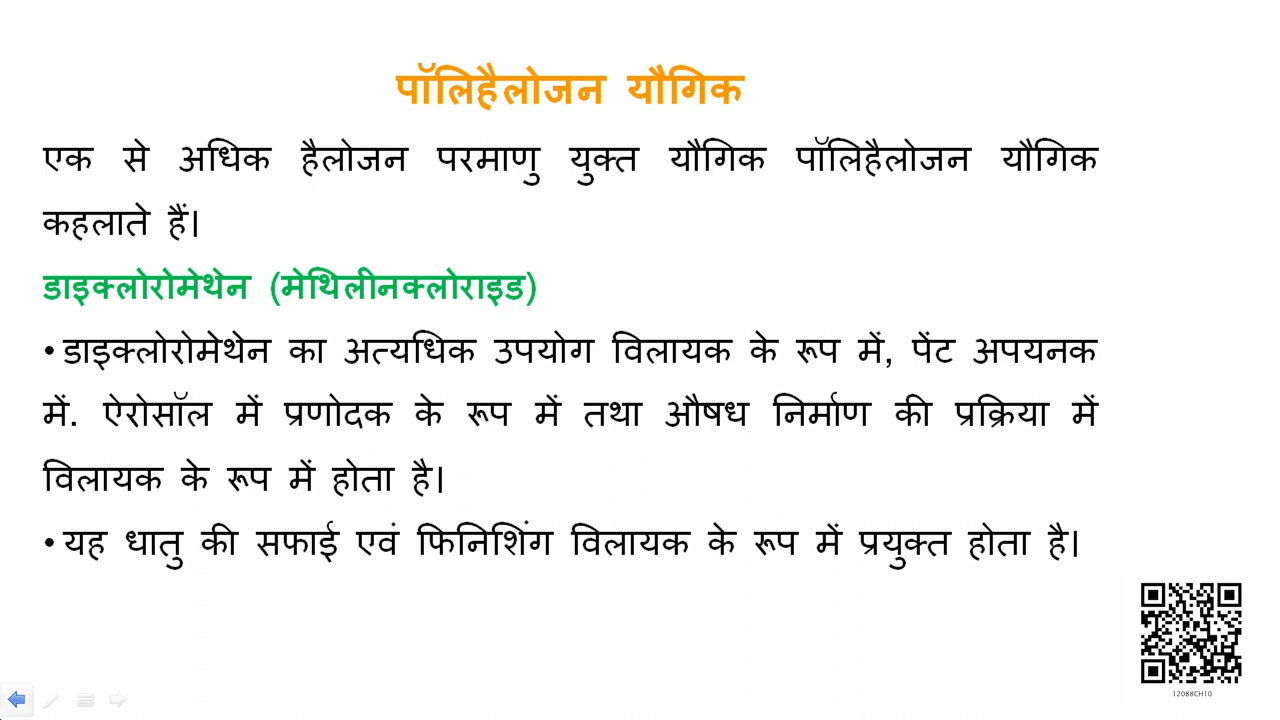 पॉलिहैलोजन यौगिक
एक से अधिक हैलोजन परमाणु युक्त यौगिक पॉलिहैलोजन यौगिक
कहलाते हैं।
डाइक्लोरोमेथेन (मेथिलीनक्लोराइड)
• डाइक्लोरोमेथेन का अत्यधिक उपयोग विलायक के रूप में, पेंट अपयनक
में. ऐरोसॉल में प्रणोदक के रूप में तथा औषध निर्माण की प्रक्रिया में
विलायक के रूप में होता है।
• यह धातु की सफाई एवं फिनिशिंग विलायक के रूप में प्रयुक्त होता है।
12088CH10